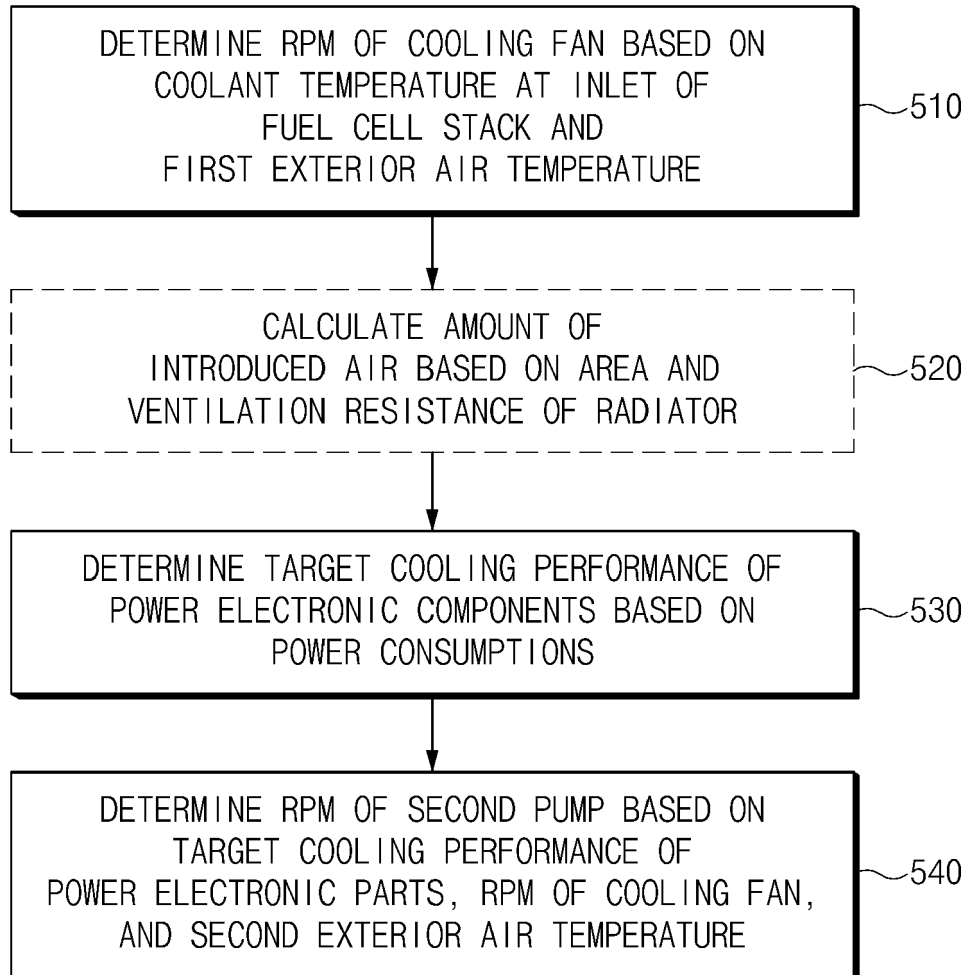 DETERMINE RPM OF COOLING FAN BASED ON
COOLANT TEMPERATURE AT INLET OF
FUEL CELL STACK AND
FIRST EXTERIOR AIR TEMPERATURE
510
CALCULATE AMOUNT OF
INTRODUCED AIR BASED ON AREA AND
VENTILATION RESISTANCE OF RADIATOR
520
DETERMINE TARGET COOLING PERFORMANCE OF
POWER ELECTRONIC COMPONENTS BASED ON
POWER CONSUMPTIONS
530
DETERMINE RPM OF SECOND PUMP BASED ON
TARGET COOLING PERFORMANCE OF
POWER ELECTRONIC PARTS, RPM OF COOLING FAN,
AND SECOND EXTERIOR AIR TEMPERATURE
540